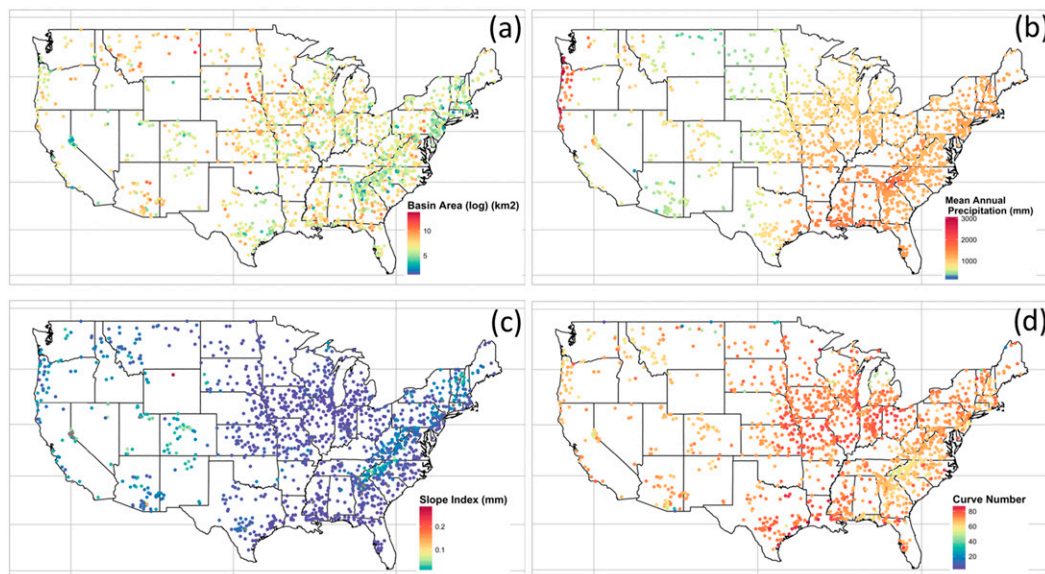 (a)
Basin Area (log) (km2)
10
5
(b)
Mean Annual
Precipitation (mm)
3000
2000
1000
(c)
Slope Index (mm)
0.2
0.1
(d)
Curve Number
80
60
40
20